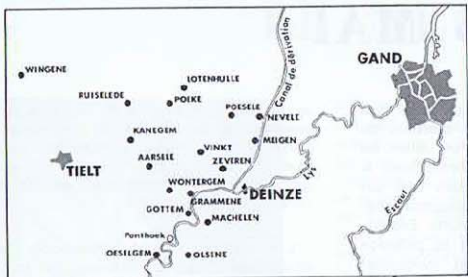 WINGENE
LOTENHULLE
GAND
RUISELEDE
POEKE
POESELE
NEVELE
Canal de dérivation
KANEGEM
MEIGEN
VINKT
TIELT
AARSELE
ZEVEREN
Lys
WONTERGEM
DEINZE
GRAMMENE
GOTTEM
MACHELEN
Escaut
Ponthoek
OESELGEM
OLSENE